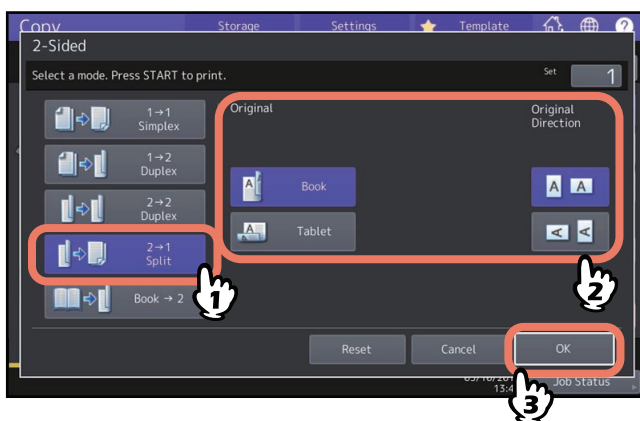 Copy Storage Settings Template
2-Sided
Select a mode. Press START to print. Set 1
Original Original
Direction
1→1
Simplex
1→2
Duplex
2→2
Duplex
2→1
Split
Book → 2
Book A A
Tablet A A
Reset Cancel OK
13:4 Job Status
1
2
3